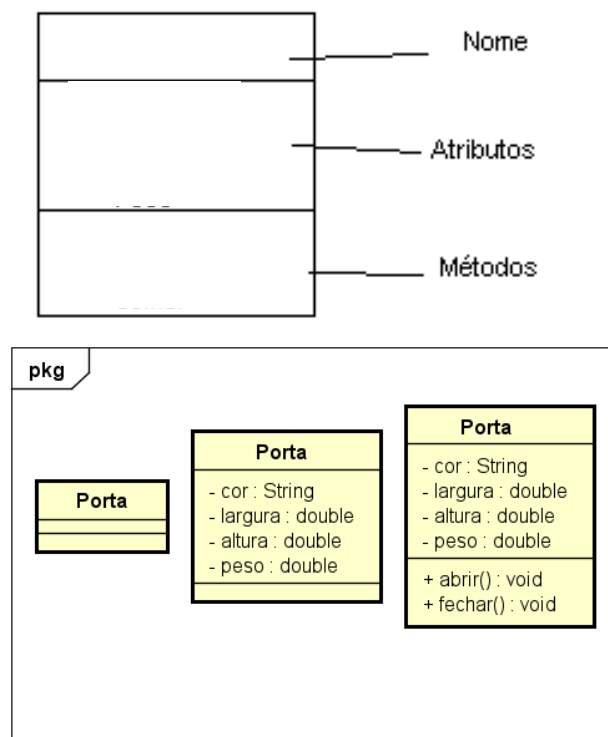 Nome
Atributos
Métodos
pkg
Porta
Porta
- cor : String
- largura : double
- altura : double
- peso : double
Porta
- cor : String
- largura : double
- altura : double
- peso : double
+ abrir() : void
+ fechar() : void